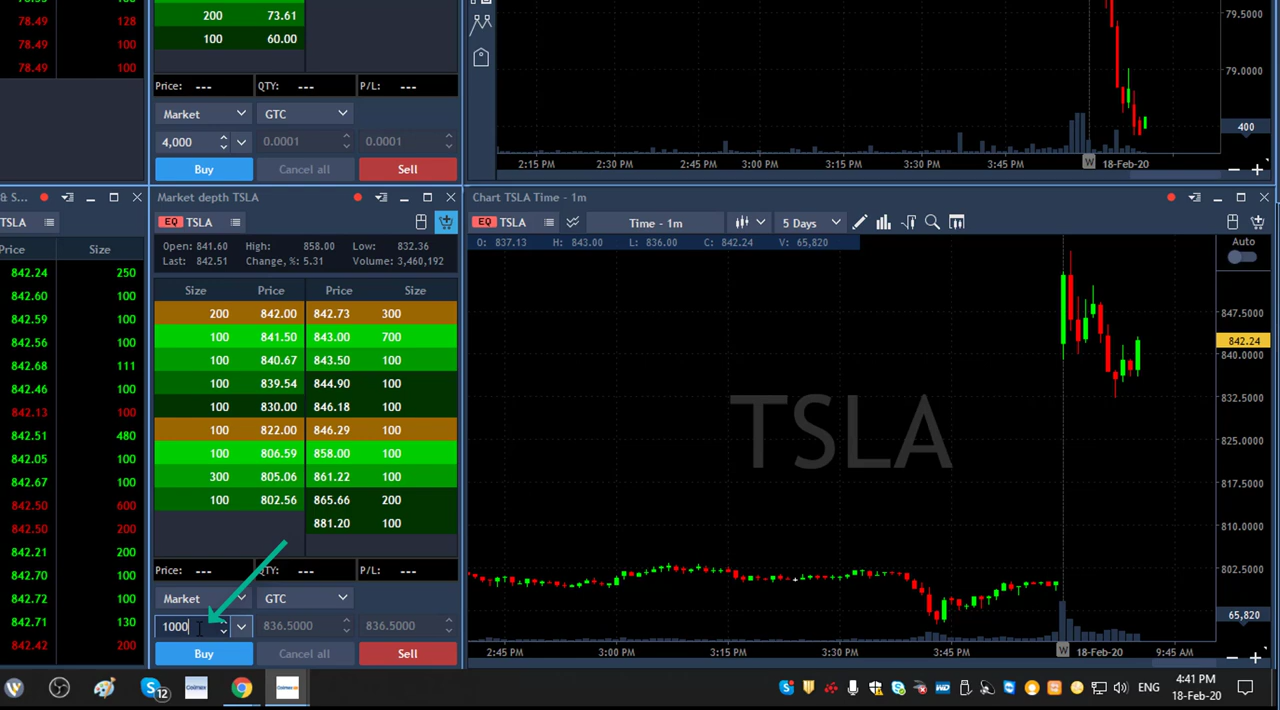 78.49 128
78.49 100
78.49 100
200 73.61
100 60.00
Price: --- QTY: --- P/L: ---
Market GTC
4,000 0.0001 0.0001
Buy Cancel all Sell
79.5000
79.0000
400
2:15 PM 2:30 PM 2:45 PM 3:00 PM 3:15 PM 3:30 PM 3:45 PM W 18-Feb-20
& S...
TSLA
Price Size
842.24 250
842.60 100
842.59 100
842.56 100
842.68 111
842.46 100
842.13 100
842.51 480
842.05 100
842.67 100
842.50 600
842.50 200
842.21 200
842.70 100
842.72 100
842.71 130
842.42 200
Market depth TSLA
EQ TSLA
Open: 841.60 High: 858.00 Low: 832.36
Last: 842.51 Change, %: 5.31 Volume: 3,460,192
Size Price Price Size
200 842.00 842.73 300
100 841.50 843.00 700
100 840.67 843.50 100
100 839.54 844.90 100
100 830.00 846.18 100
100 822.00 846.29 100
100 806.59 858.00 100
300 805.06 861.22 100
100 802.56 865.66 200
881.20 100
Price: --- QTY: --- P/L: ---
Market GTC
1000 836.5000 836.5000
Buy Cancel all Sell
Chart TSLA Time - 1m
EQ TSLA Time - 1m 5 Days
O: 837.13 H: 843.00 L: 836.00 C: 842.24 V: 65,820
Auto
TSLA
847.5000
842.24
840.0000
832.5000
825.0000
817.5000
810.0000
802.5000
65,820
2:45 PM 3:00 PM 3:15 PM 3:30 PM 3:45 PM W 18-Feb-20 9:45 AM
12
Colmex
WD
ENG
4:41 PM
18-Feb-20